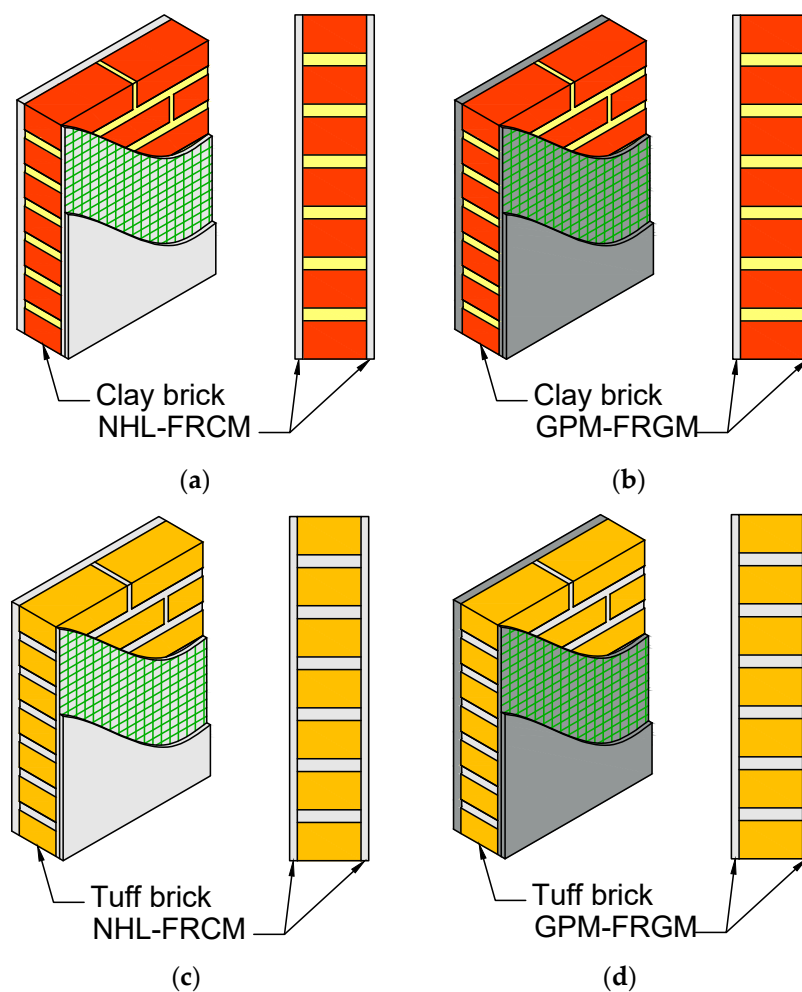 Clay brick
NHL-FRCM
(a)
Clay brick
GPM-FRGM
(b)
Tuff brick
NHL-FRCM
(c)
Tuff brick
GPM-FRGM
(d)